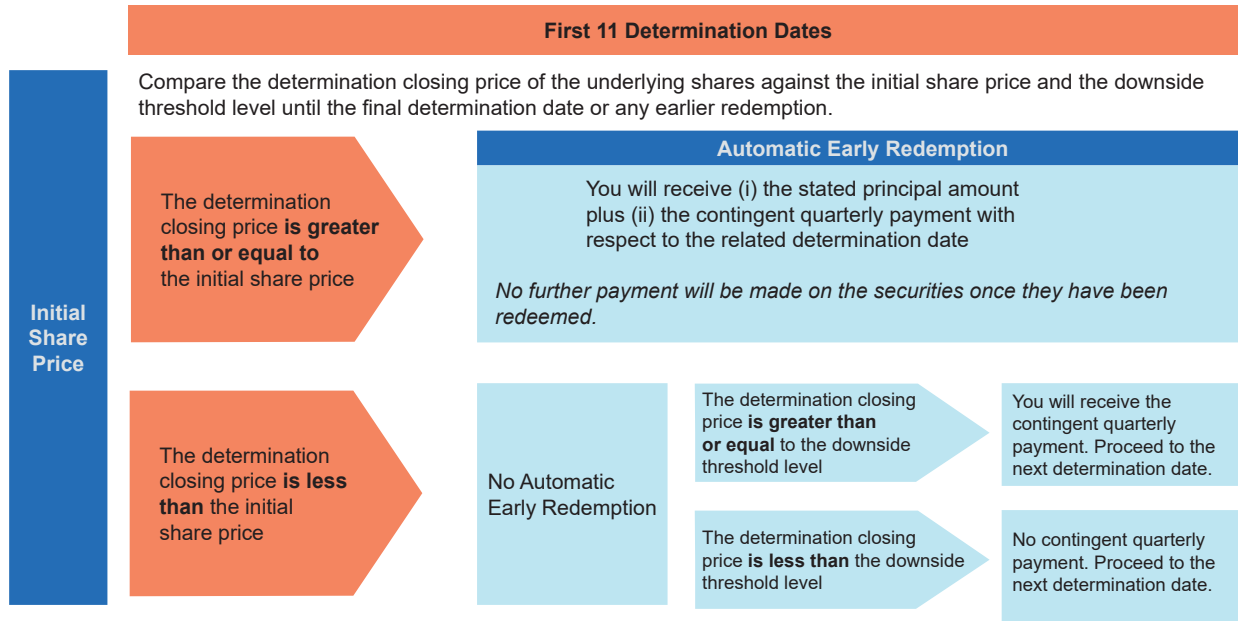 First 11 Determination Dates
Compare the determination closing price of the underlying shares against the initial share price and the downside
threshold level until the final determination date or any earlier redemption.
Initial
Share
Price
The determination
closing price is greater
than or equal to
the initial share price
Automatic Early Redemption
You will receive (i) the stated principal amount
plus (ii) the contingent quarterly payment with
respect to the related determination date
No further payment will be made on the securities once they have been
redeemed.
The determination
closing price is less
than the initial
share price
No Automatic
Early Redemption
The determination closing
price is greater than
or equal to the downside
threshold level
You will receive the
contingent quarterly
payment. Proceed to the
next determination date.
The determination closing
price is less than the downside
threshold level
No contingent quarterly
payment. Proceed to the
next determination date.